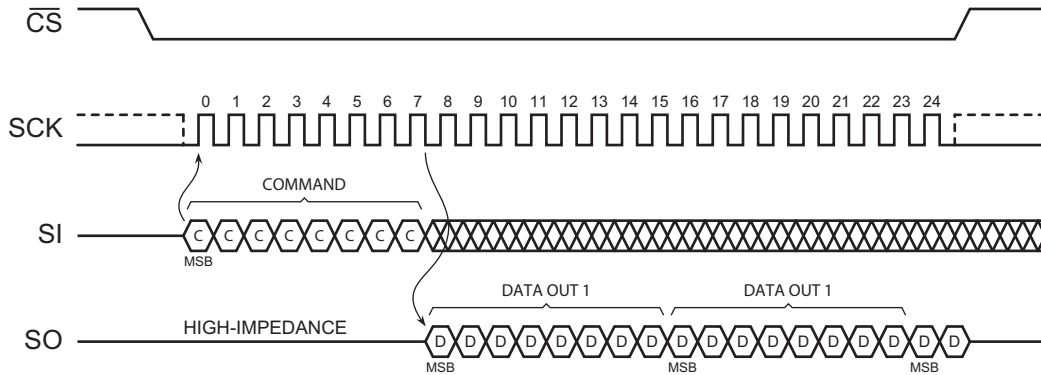 CS
0 1 2 3 4 5 6 7 8 9 10 11 12 13 14 15 16 17 18 19 20 21 22 23 24
SCK
COMMAND
SI C C C C C C C C
MSB
DATA OUT 1 DATA OUT 1
HIGH-IMPEDANCE
SO D D D D D D D D D D D D D D D D D D
MSB MSB MSB